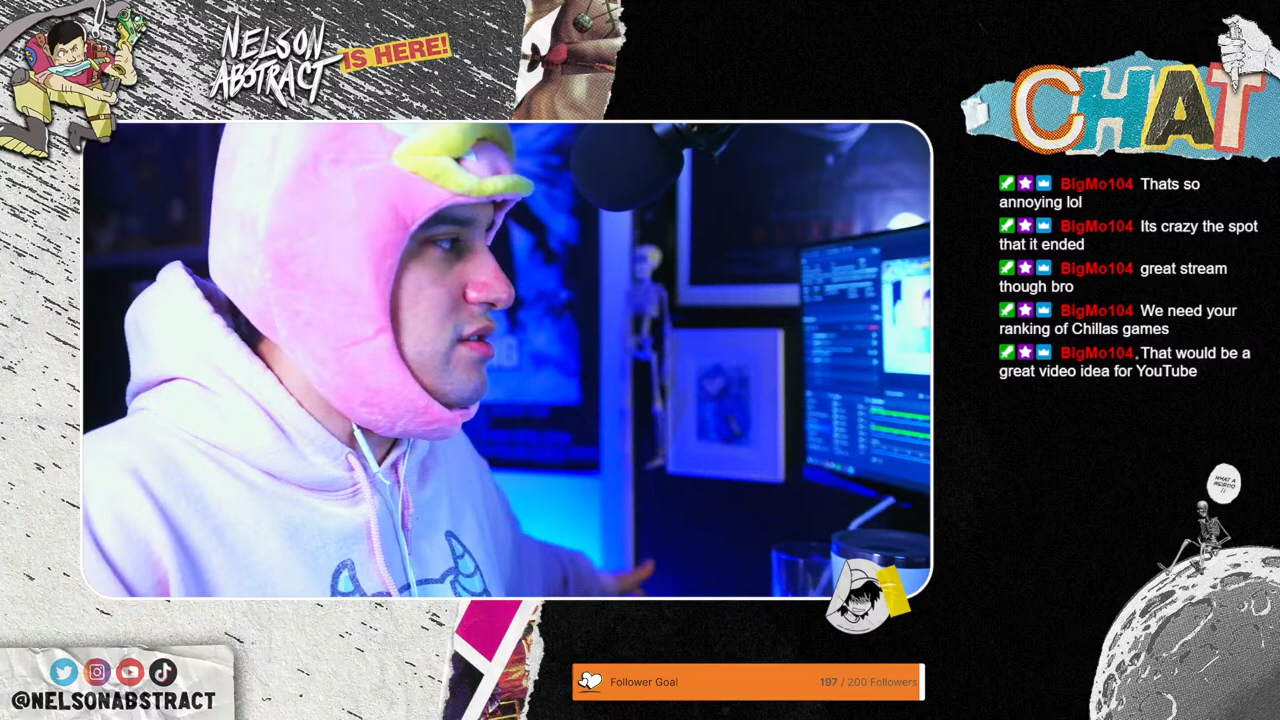 NELSON
ABSTRACT
IS HERE!
CHAT
BigMo104 Thats so
annoying lol
BigMo104 Its crazy the spot
that it ended
BigMo104 great stream
though bro
BigMo104 We need your
ranking of Chillas games
BigMo104 That would be a
great video idea for YouTube
WHAT A
WEIRDO
!!
Follower Goal
197 / 200 Followers
@NELSONABSTRACT